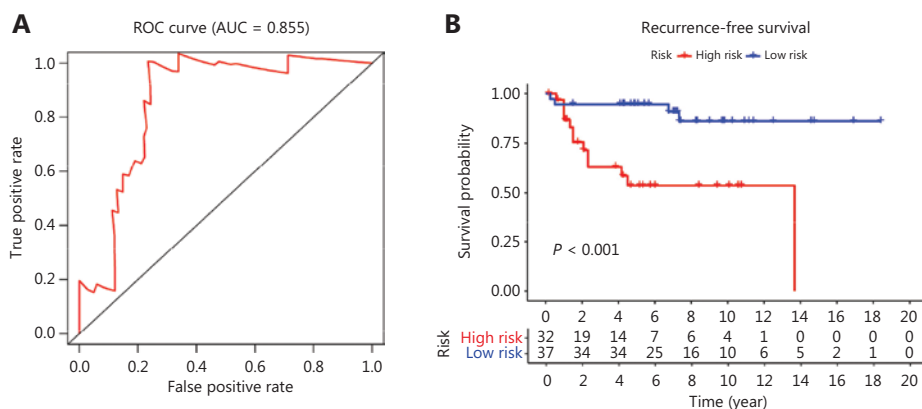 A
ROC curve (AUC = 0.855)
True positive rate
1.0
0.8
0.6
0.4
0.2
0.0
0.0 0.2 0.4 0.6 0.8 1.0
False positive rate
B
Recurrence-free survival
Risk High risk Low risk
Survival probability
1.00
0.75
0.50
0.25
0.00
P < 0.001
0 2 4 6 8 10 12 14 16 18 20
Risk
High risk 32 19 14 7 6 4 1 0 0 0 0
Low risk 37 34 34 25 16 10 6 5 2 1 0
0 2 4 6 8 10 12 14 16 18 20
Time (year)